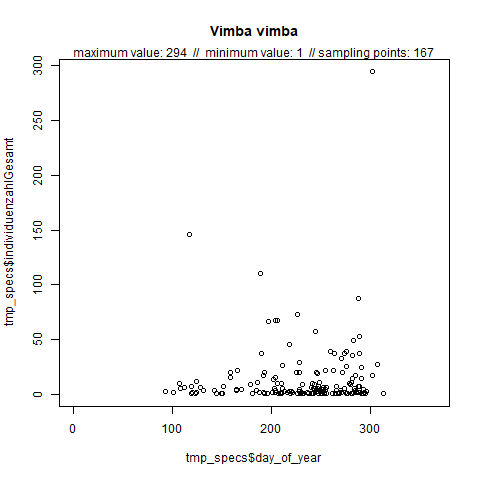 Vimba vimba
maximum value: 294 // minimum value: 1 // sampling points: 167
tmp_specs$individuenzahlGesamt
300
250
200
150
100
50
0
0 100 200 300
tmp_specs$day_of_year